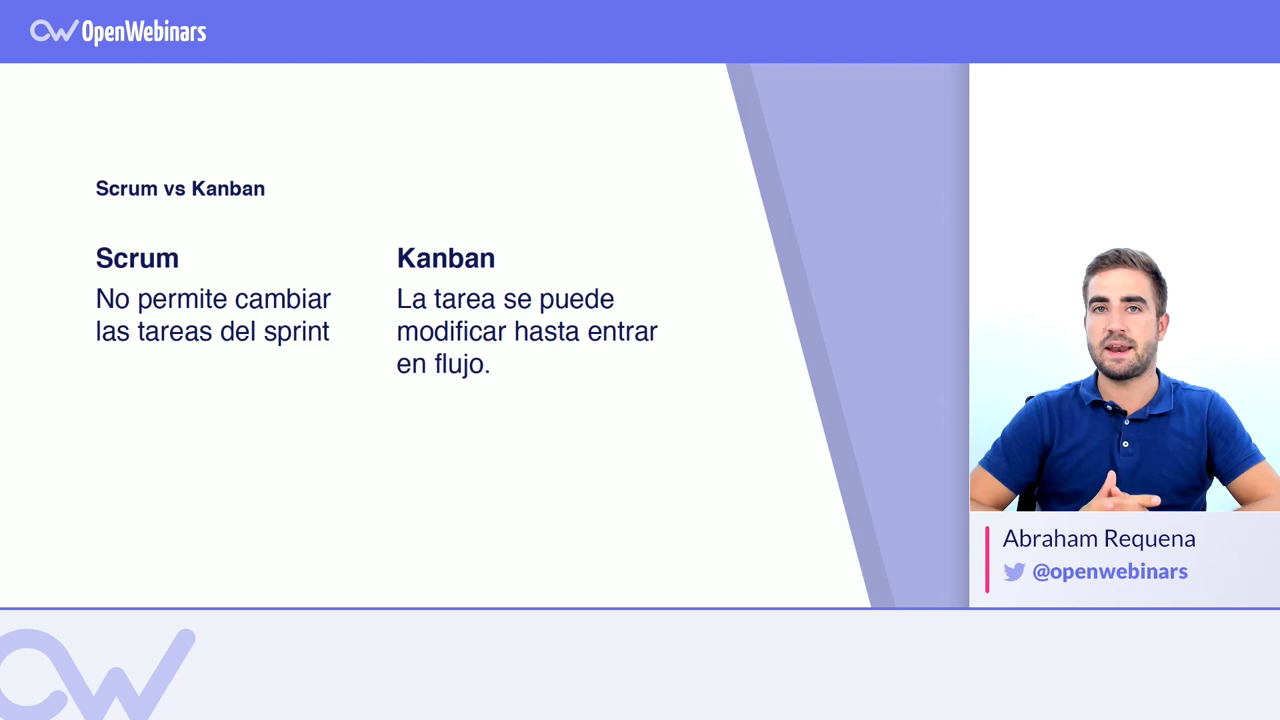 OpenWebinars
Scrum vs Kanban
Scrum
No permite cambiar
las tareas del sprint
Kanban
La tarea se puede
modificar hasta entrar
en flujo.
Abraham Requena
@openwebinars